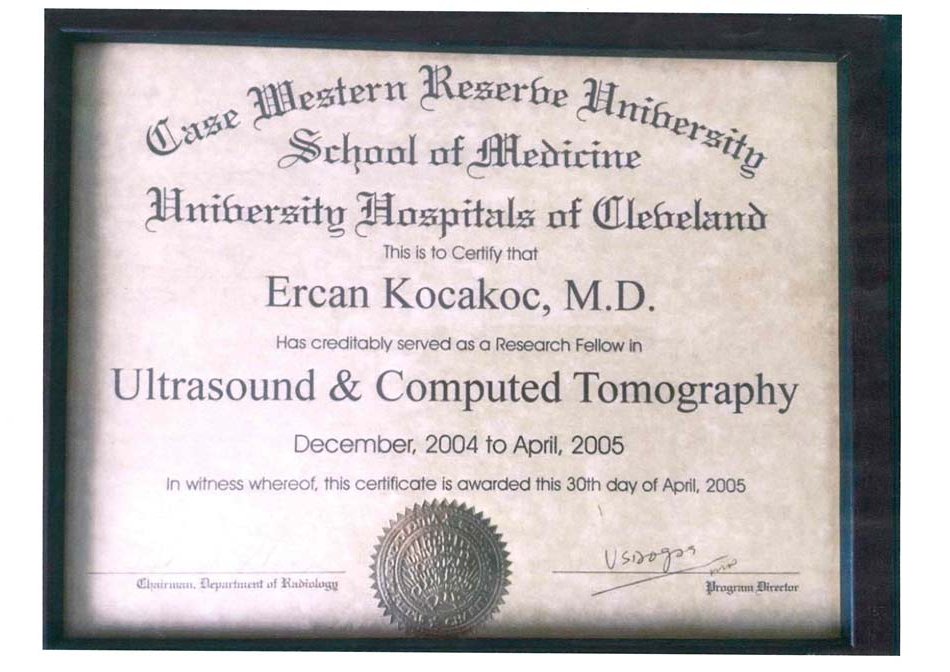 Case Western Reserve University
School of Medicine
University Hospitals of Cleveland
This is to Certify that
Ercan Kocakoc, M.D.
Has creditably served as a Research Fellow in
Ultrasound & Computed Tomography
December, 2004 to April, 2005
In witness whereof, this certificate is awarded this 30th day of April, 2005
Chairman, Department of Radiology
Program Director